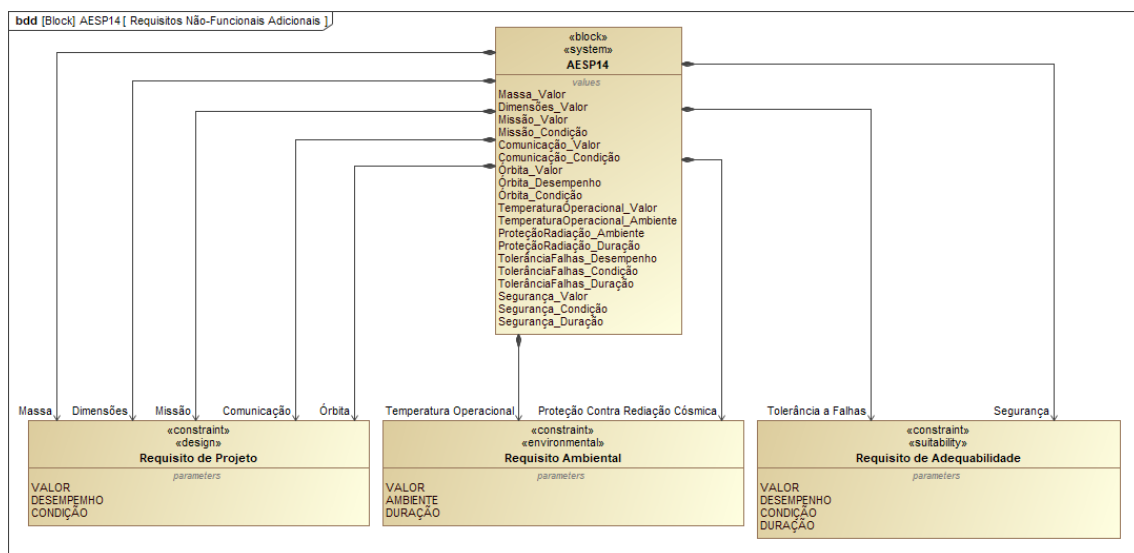 bdd [Block] AESP14 [ Requisitos Não-Funcionais Adicionais ]
«block»
«system»
AESP14
values
Massa_Valor
Dimensões_Valor
Missão_Valor
Missão_Condição
Comunicação_Valor
Comunicação_Condição
Órbita_Valor
Órbita_Desempenho
Órbita_Condição
TemperaturaOperacional_Valor
TemperaturaOperacional_Ambiente
ProteçãoRadiação_Ambiente
ProteçãoRadiação_Duração
TolerânciaFalhas_Desempenho
TolerânciaFalhas_Condição
TolerânciaFalhas_Duração
Segurança_Valor
Segurança_Condição
Segurança_Duração
Massa Dimensões Missão Comunicação Órbita Temperatura Operacional Proteção Contra Rediação Cósmica Tolerância a Falhas Segurança
«constraint»
«design»
Requisito de Projeto
parameters
VALOR
DESEMPEMHO
CONDIÇÃO
«constraint»
«environmental»
Requisito Ambiental
parameters
VALOR
AMBIENTE
DURAÇÃO
«constraint»
«suitability»
Requisito de Adequabilidade
parameters
VALOR
DESEMPENHO
CONDIÇÃO
DURAÇÃO